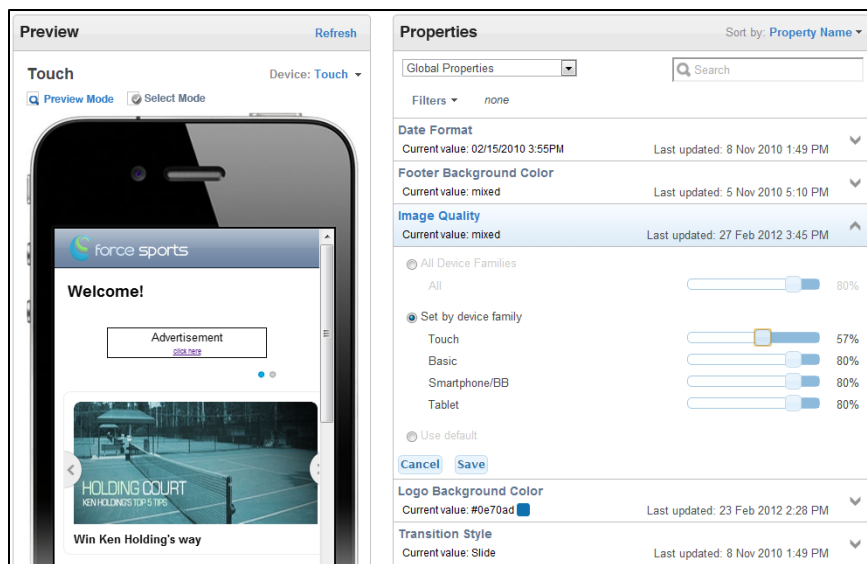 Preview
Refresh
Touch
Device: Touch
Preview Mode
Select Mode
force sports
Welcome!
Advertisement
click here
HOLDING COURT
KEN HOLDING'S TOP 5 TIPS
Win Ken Holding's way
Properties
Sort by: Property Name
Global Properties
Search
Filters
none
Date Format
Current value: 02/15/2010 3:55PM
Last updated: 8 Nov 2010 1:49 PM
Footer Background Color
Current value: mixed
Last updated: 5 Nov 2010 5:10 PM
Image Quality
Current value: mixed
Last updated: 27 Feb 2012 3:45 PM
All Device Families
All
80%
Set by device family
Touch
57%
Basic
80%
Smartphone/BB
80%
Tablet
80%
Use default
Cancel
Save
Logo Background Color
Current value: #0e70ad
Last updated: 23 Feb 2012 2:28 PM
Transition Style
Current value: Slide
Last updated: 8 Nov 2010 1:49 PM